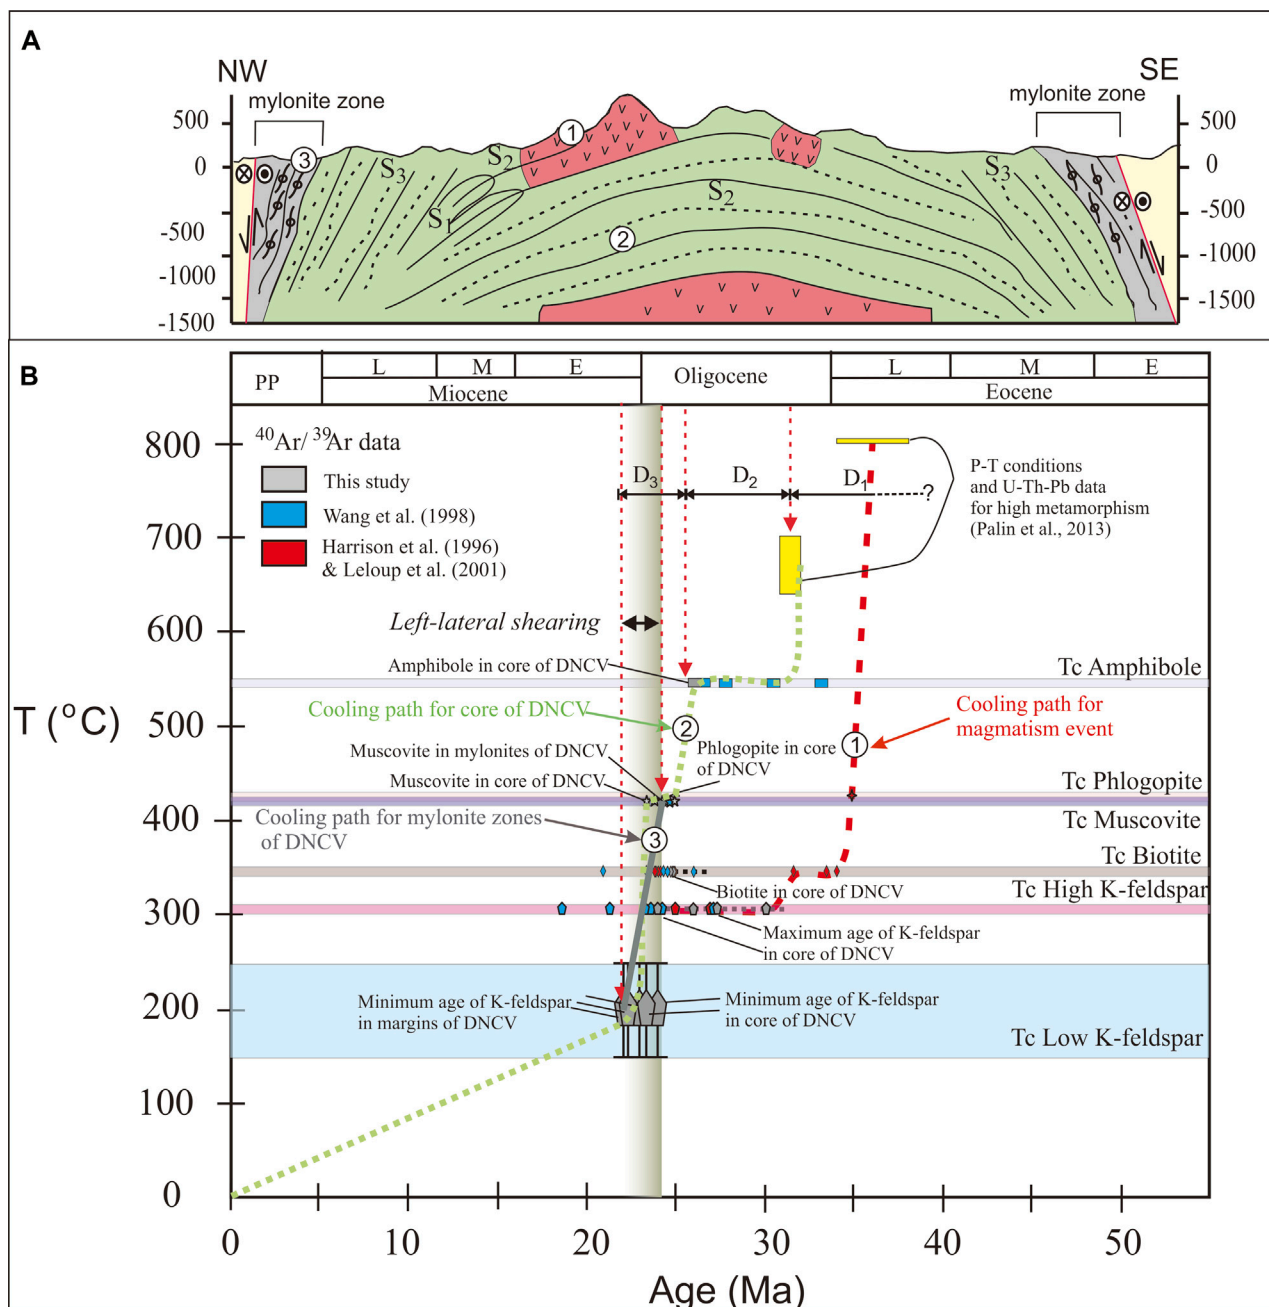 A
NW
SE
mylonite zone
mylonite zone
500
0
-500
-1000
-1500
500
0
-500
-1000
-1500
1
2
3
S1
S2
S2
S3
S3
v v v v v v v v v v v v
v v v v v v
v v v v v v v v
B
PP
L
M
E
Miocene
Oligocene
L
M
E
Eocene
40Ar/ 39Ar data
This study
Wang et al. (1998)
Harrison et al. (1996)
& Leloup et al. (2001)
D3
D2
D1
?
P-T conditions
and U-Th-Pb data
for high metamorphism
(Palin et al., 2013)
Left-lateral shearing
Amphibole in core of DNCV
Tc Amphibole
Cooling path for core of DNCV
2
Cooling path for
magmatism event
1
Muscovite in mylonites of DNCV
Phlogopite in core
of DNCV
Muscovite in core of DNCV
Tc Phlogopite
Tc Muscovite
Cooling path for mylonite zones
of DNCV
3
Tc Biotite
Biotite in core of DNCV
Tc High K-feldspar
Maximum age of K-feldspar
in core of DNCV
Minimum age of K-feldspar
in margins of DNCV
Minimum age of K-feldspar
in core of DNCV
Tc Low K-feldspar
T (°C)
800
700
600
500
400
300
200
100
0
0
10
20
30
40
50
Age (Ma)